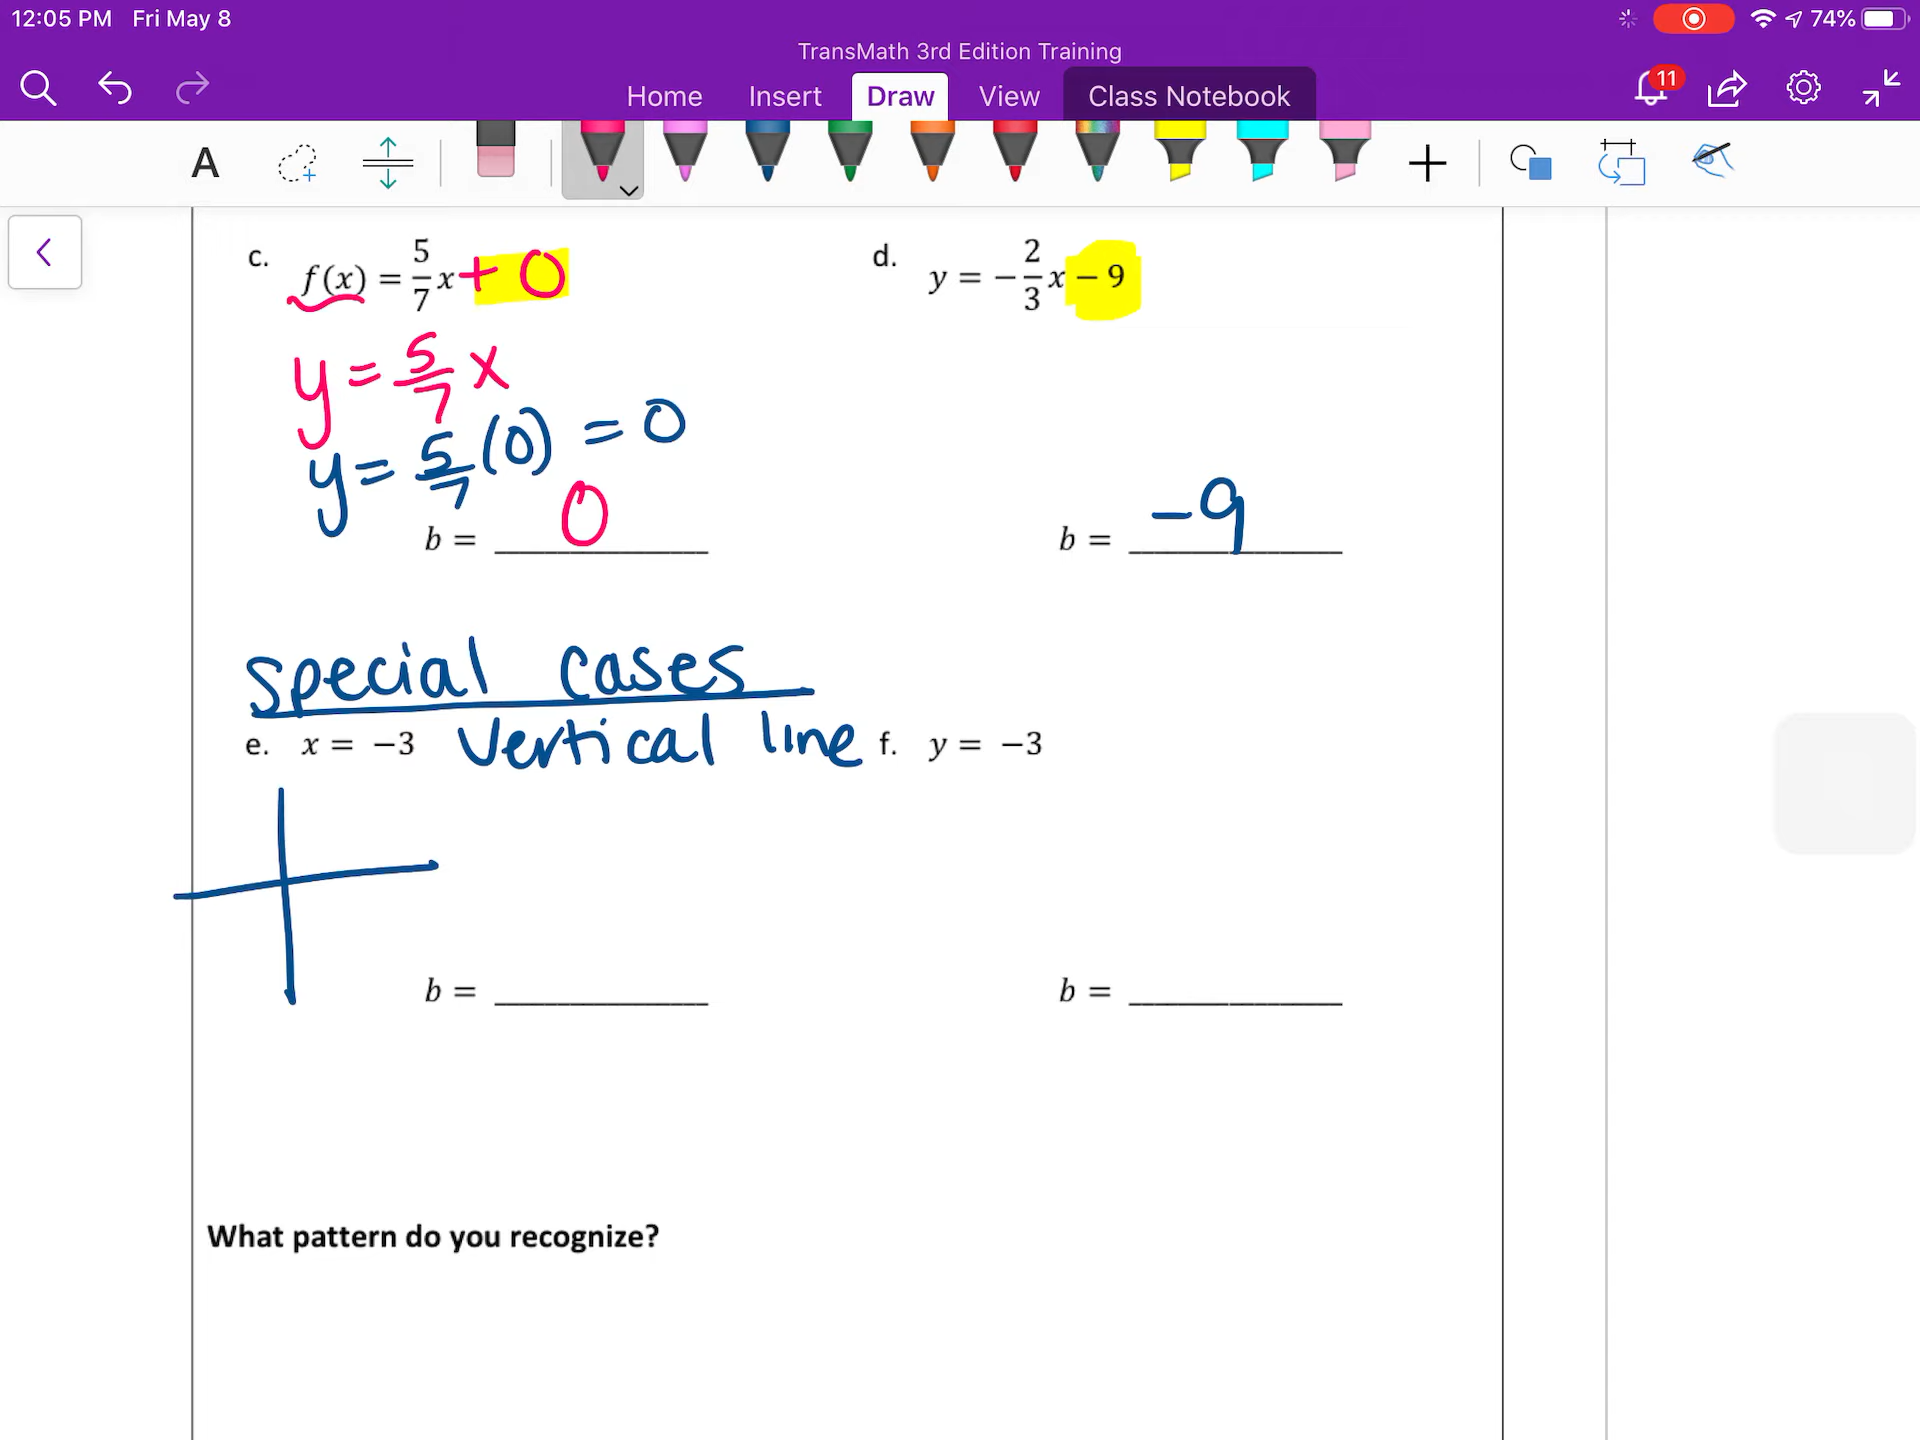 12:05 PM Fri May 8
74%
TransMath 3rd Edition Training
Home Insert Draw View Class Notebook
11
A
c. f(x) = 5/7 x + 0
d. y = −2/3 x − 9
y = 5/7 x
y = 5/7 (0) = 0
b = 0
b = −9
special cases
e. x = −3 Vertical line
f. y = −3
b = ____________
b = ____________
What pattern do you recognize?